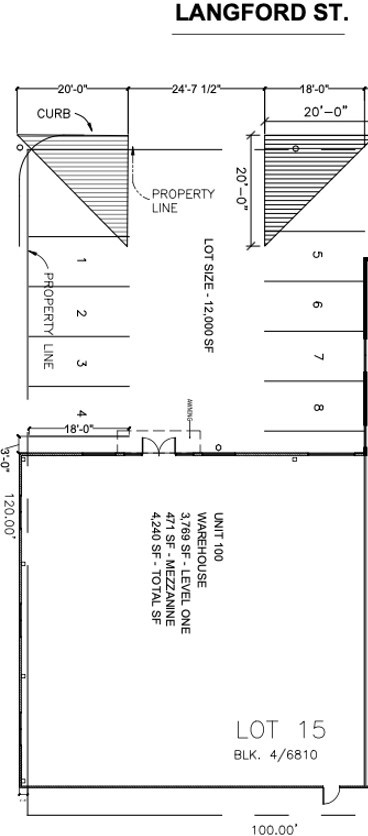 LANGFORD ST.
20'-0"
24'-7 1/2"
18'-0"
CURB
20'-0"
20'-0"
PROPERTY
LINE
PROPERTY LINE
LOT SIZE - 12,000 SF
1
2
3
4
5
6
7
8
18'-0"
AWNING
3'-0"
120.00'
UNIT 100
WAREHOUSE
3,769 SF - LEVEL ONE
471 SF - MEZZANINE
4,240 SF - TOTAL SF
LOT 15
BLK. 4/6810
100.00'